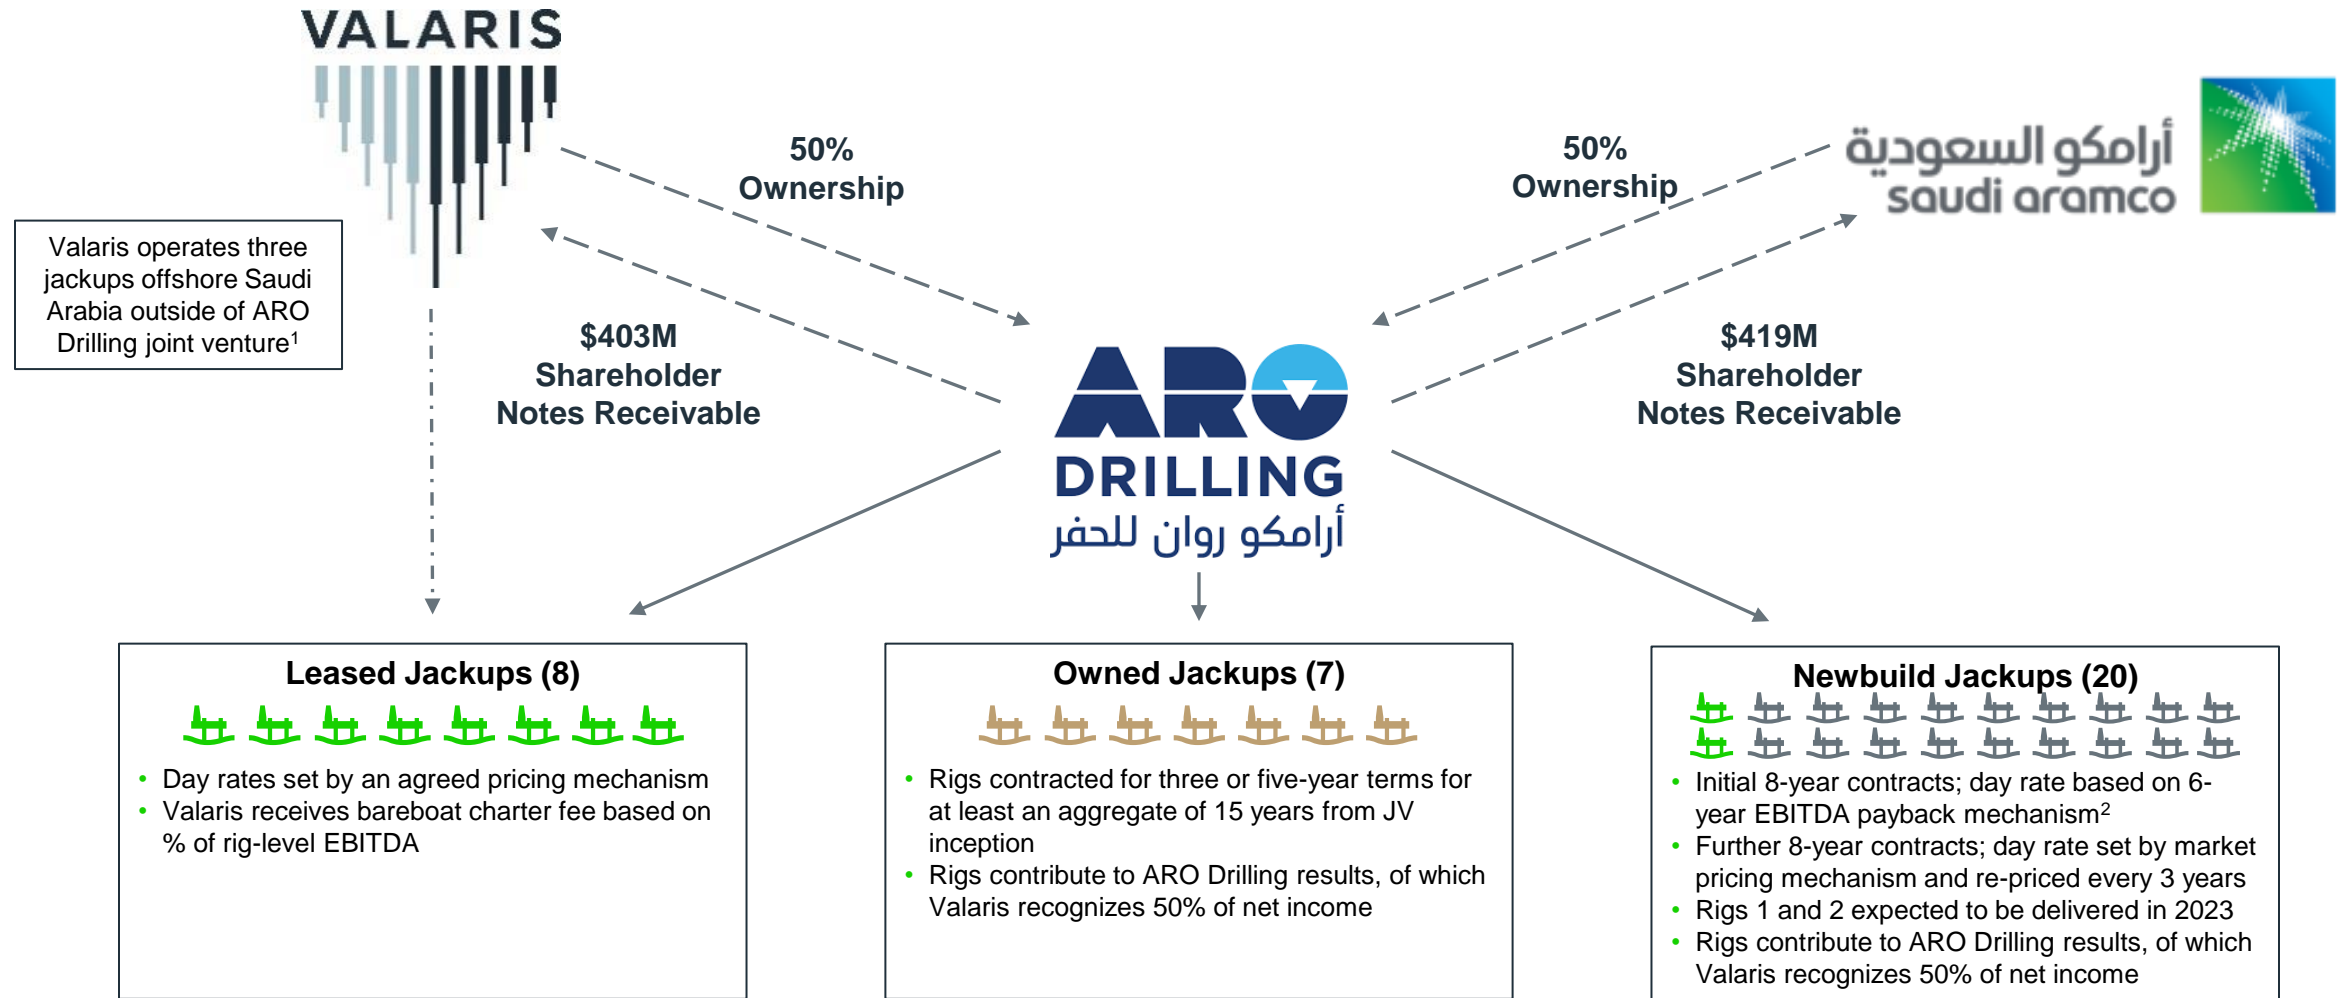 VALARIS
50%
Ownership
50%
Ownership
أرامكو السعودية
saudi aramco
Valaris operates three
jackups offshore Saudi
Arabia outside of ARO
Drilling joint venture¹
$403M
Shareholder
Notes Receivable
$419M
Shareholder
Notes Receivable
ARO
DRILLING
أرامكو روان للحفر
Leased Jackups (8)
• Day rates set by an agreed pricing mechanism
• Valaris receives bareboat charter fee based on
% of rig-level EBITDA
Owned Jackups (7)
• Rigs contracted for three or five-year terms for
at least an aggregate of 15 years from JV
inception
• Rigs contribute to ARO Drilling results, of which
Valaris recognizes 50% of net income
Newbuild Jackups (20)
• Initial 8-year contracts; day rate based on 6-
year EBITDA payback mechanism²
• Further 8-year contracts; day rate set by market
pricing mechanism and re-priced every 3 years
• Rigs 1 and 2 expected to be delivered in 2023
• Rigs contribute to ARO Drilling results, of which
Valaris recognizes 50% of net income